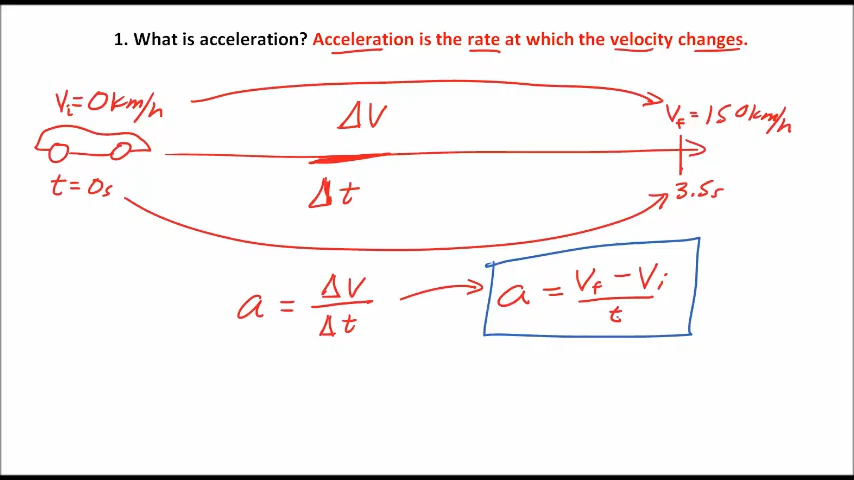 1. What is acceleration? Acceleration is the rate at which the velocity changes.
Vi = 0km/h
ΔV
Vf = 150km/h
t = 0s
Δt
3.5s
a = ΔV/Δt
a = Vf - Vi/t